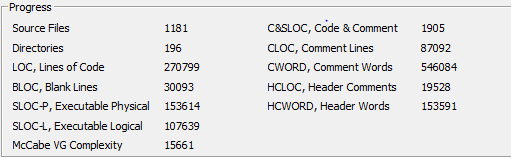 Progress
Source Files 1181
Directories 196
LOC, Lines of Code 270799
BLOC, Blank Lines 30093
SLOC-P, Executable Physical 153614
SLOC-L, Executable Logical 107639
McCabe VG Complexity 15661
C&SLOC, Code & Comment 1905
CLOC, Comment Lines 87092
CWORD, Comment Words 546084
HCLOC, Header Comments 19528
HCWORD, Header Words 153591